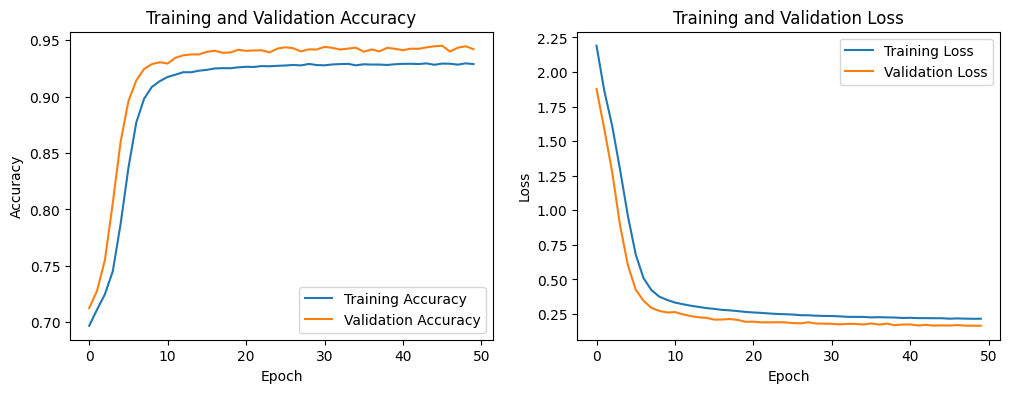 Training and Validation Accuracy
0.95
0.90
0.85
0.80
0.75
0.70
Accuracy
Training Accuracy
Validation Accuracy
0 10 20 30 40 50
Epoch
Training and Validation Loss
2.25
2.00
1.75
1.50
1.25
1.00
0.75
0.50
0.25
Loss
Training Loss
Validation Loss
0 10 20 30 40 50
Epoch